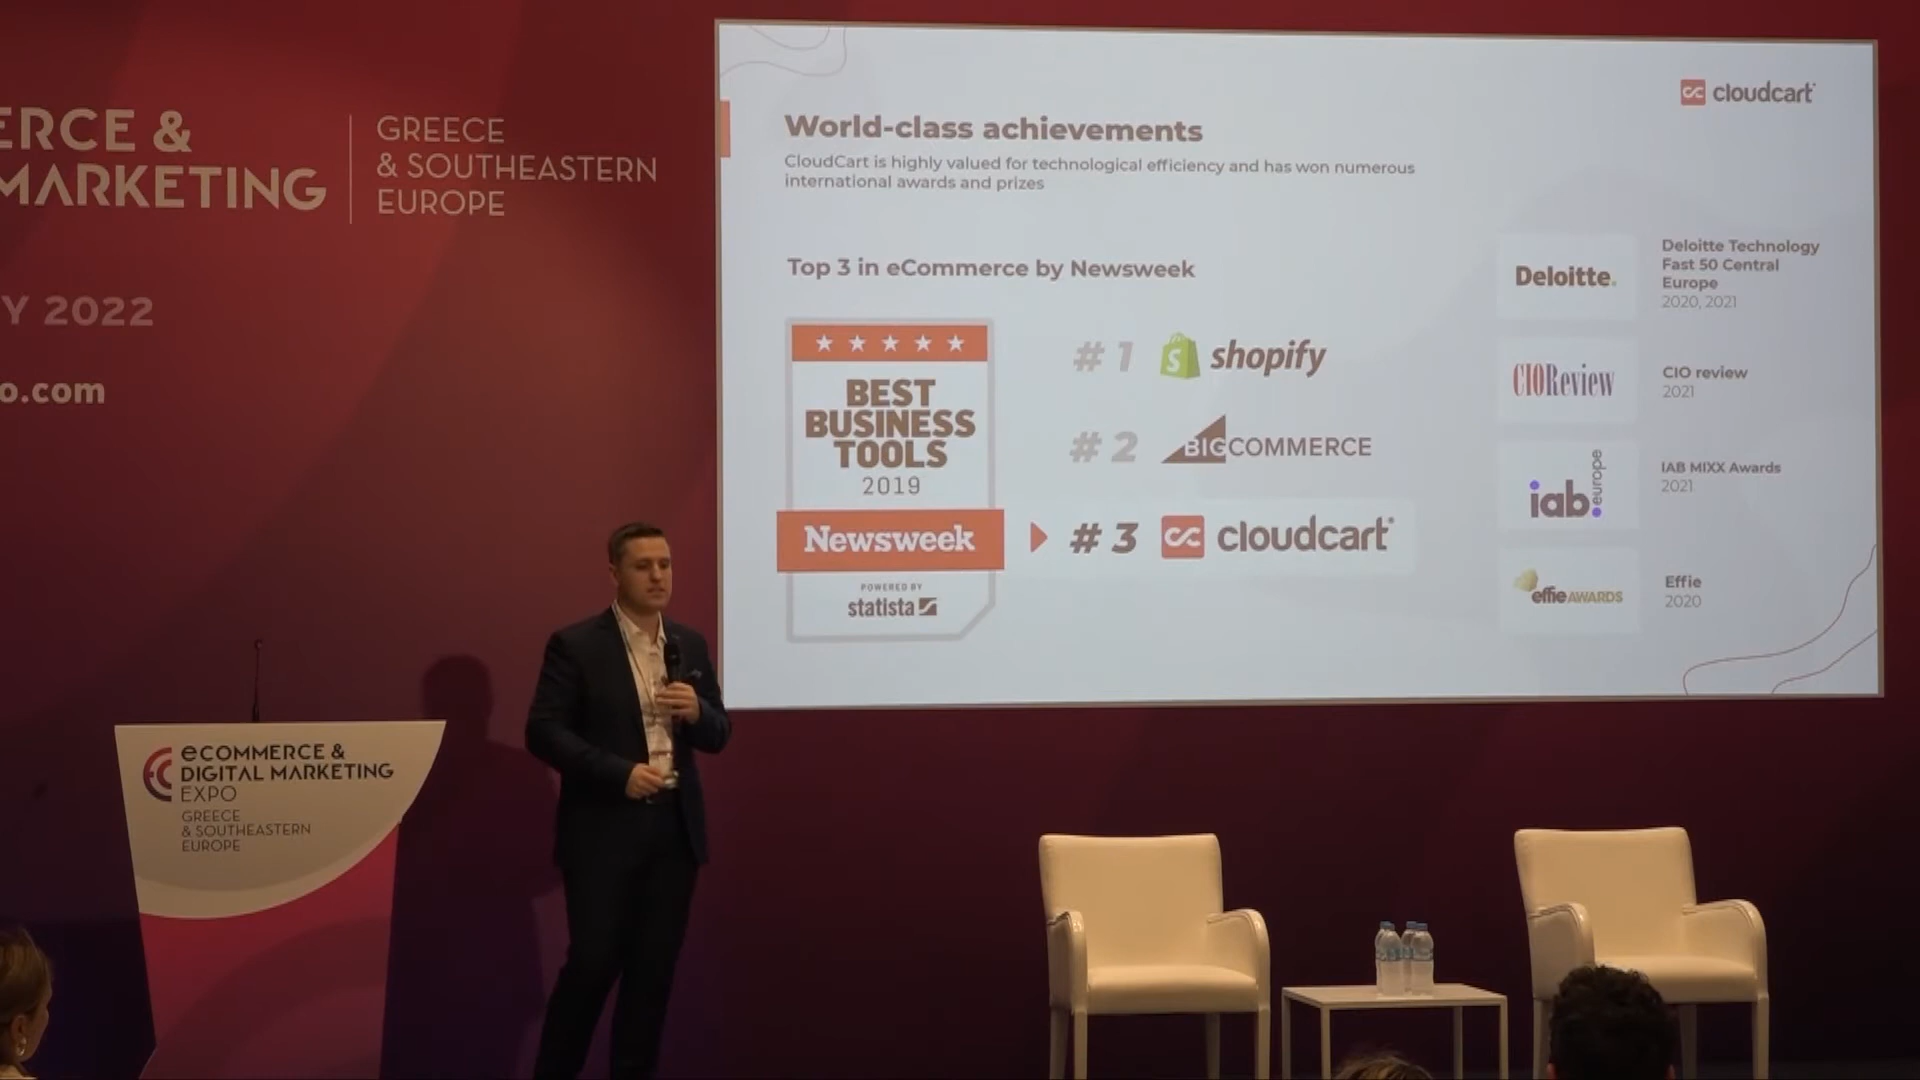 ERCE &
MARKETING
GREECE
& SOUTHEASTERN
EUROPE
Y 2022
o.com
cloudcart
World-class achievements
CloudCart is highly valued for technological efficiency and has won numerous
international awards and prizes
Top 3 in eCommerce by Newsweek
BEST
BUSINESS
TOOLS
2019
Newsweek
POWERED BY
statista
# 1 shopify
# 2 BIGCOMMERCE
# 3 cloudcart
Deloitte.
Deloitte Technology
Fast 50 Central
Europe
2020, 2021
CIOReview
CIO review
2021
iab europe
IAB MIXX Awards
2021
effie AWARDS
Effie
2020
eCOMMERCE &
DIGITAL MARKETING
EXPO
GREECE
& SOUTHEASTERN
EUROPE